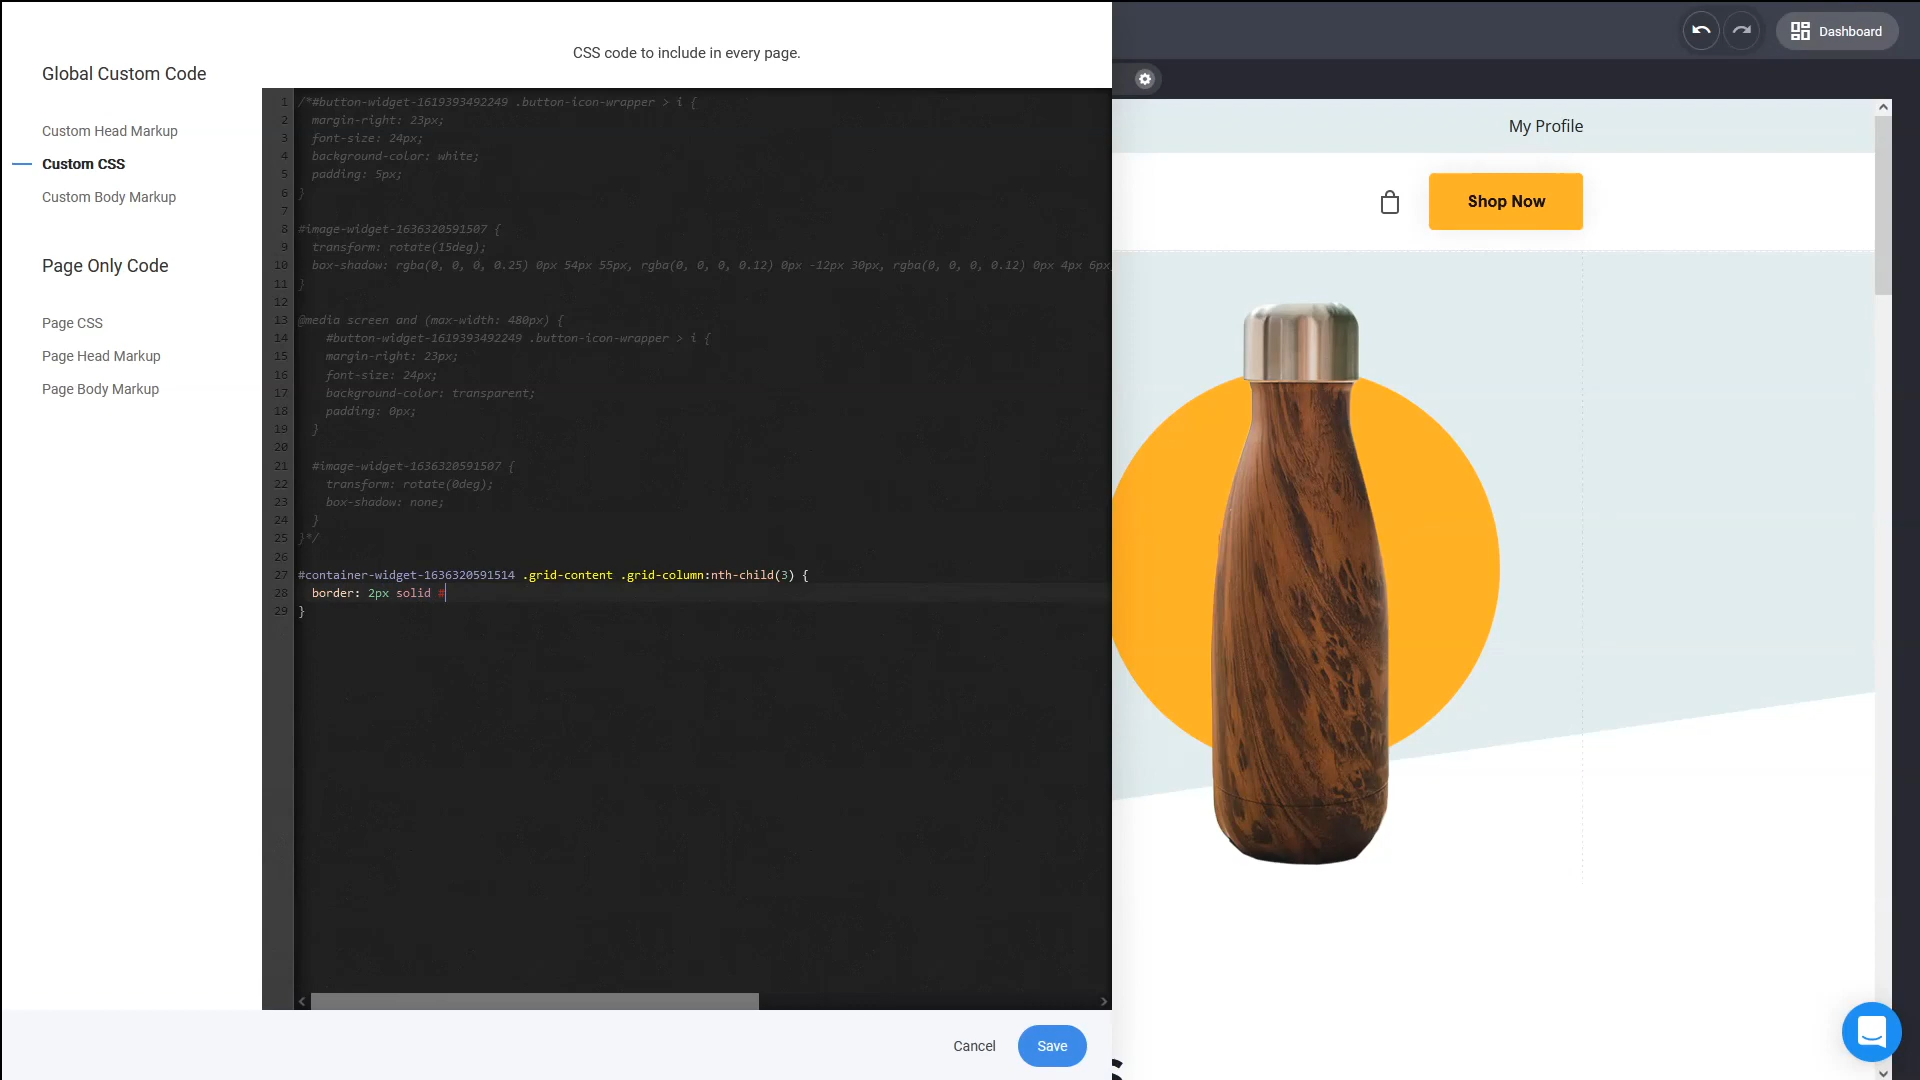 CSS code to include in every page.
Dashboard
Global Custom Code
Custom Head Markup
Custom CSS
Custom Body Markup
Page Only Code
Page CSS
Page Head Markup
Page Body Markup
1 /*#button-widget-1619393492249 .button-icon-wrapper > i {
2 margin-right: 23px;
3 font-size: 24px;
4 background-color: white;
5 padding: 5px;
6 }
7
8 #image-widget-1636320591507 {
9 transform: rotate(15deg);
10 box-shadow: rgba(0, 0, 0, 0.25) 0px 54px 55px, rgba(0, 0, 0, 0.12) 0px -12px 30px, rgba(0, 0, 0, 0.12) 0px 4px 6px
11 }
12
13 @media screen and (max-width: 480px) {
14 #button-widget-1619393492249 .button-icon-wrapper > i {
15 margin-right: 23px;
16 font-size: 24px;
17 background-color: transparent;
18 padding: 0px;
19 }
20
21 #image-widget-1636320591507 {
22 transform: rotate(0deg);
23 box-shadow: none;
24 }
25 }*/
26
27 #container-widget-1636320591514 .grid-content .grid-column:nth-child(3) {
28 border: 2px solid #
29 }
Cancel
Save
My Profile
Shop Now